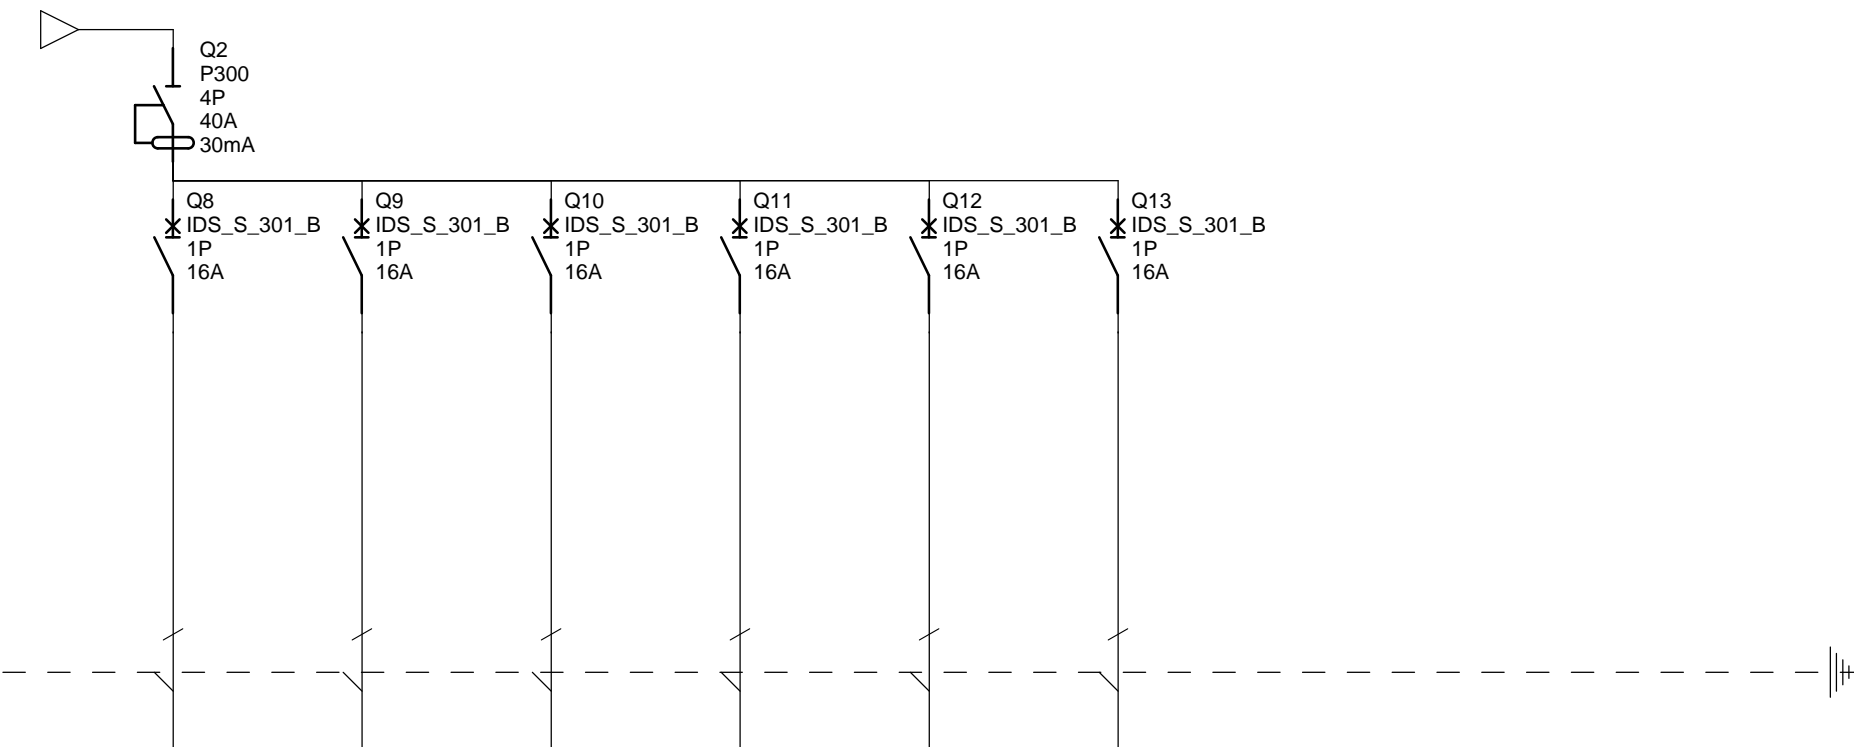 Q2
P300
4P
40A
30mA
Q8
IDS_S_301_B
1P
16A
Q9
IDS_S_301_B
1P
16A
Q10
IDS_S_301_B
1P
16A
Q11
IDS_S_301_B
1P
16A
Q12
IDS_S_301_B
1P
16A
Q13
IDS_S_301_B
1P
16A